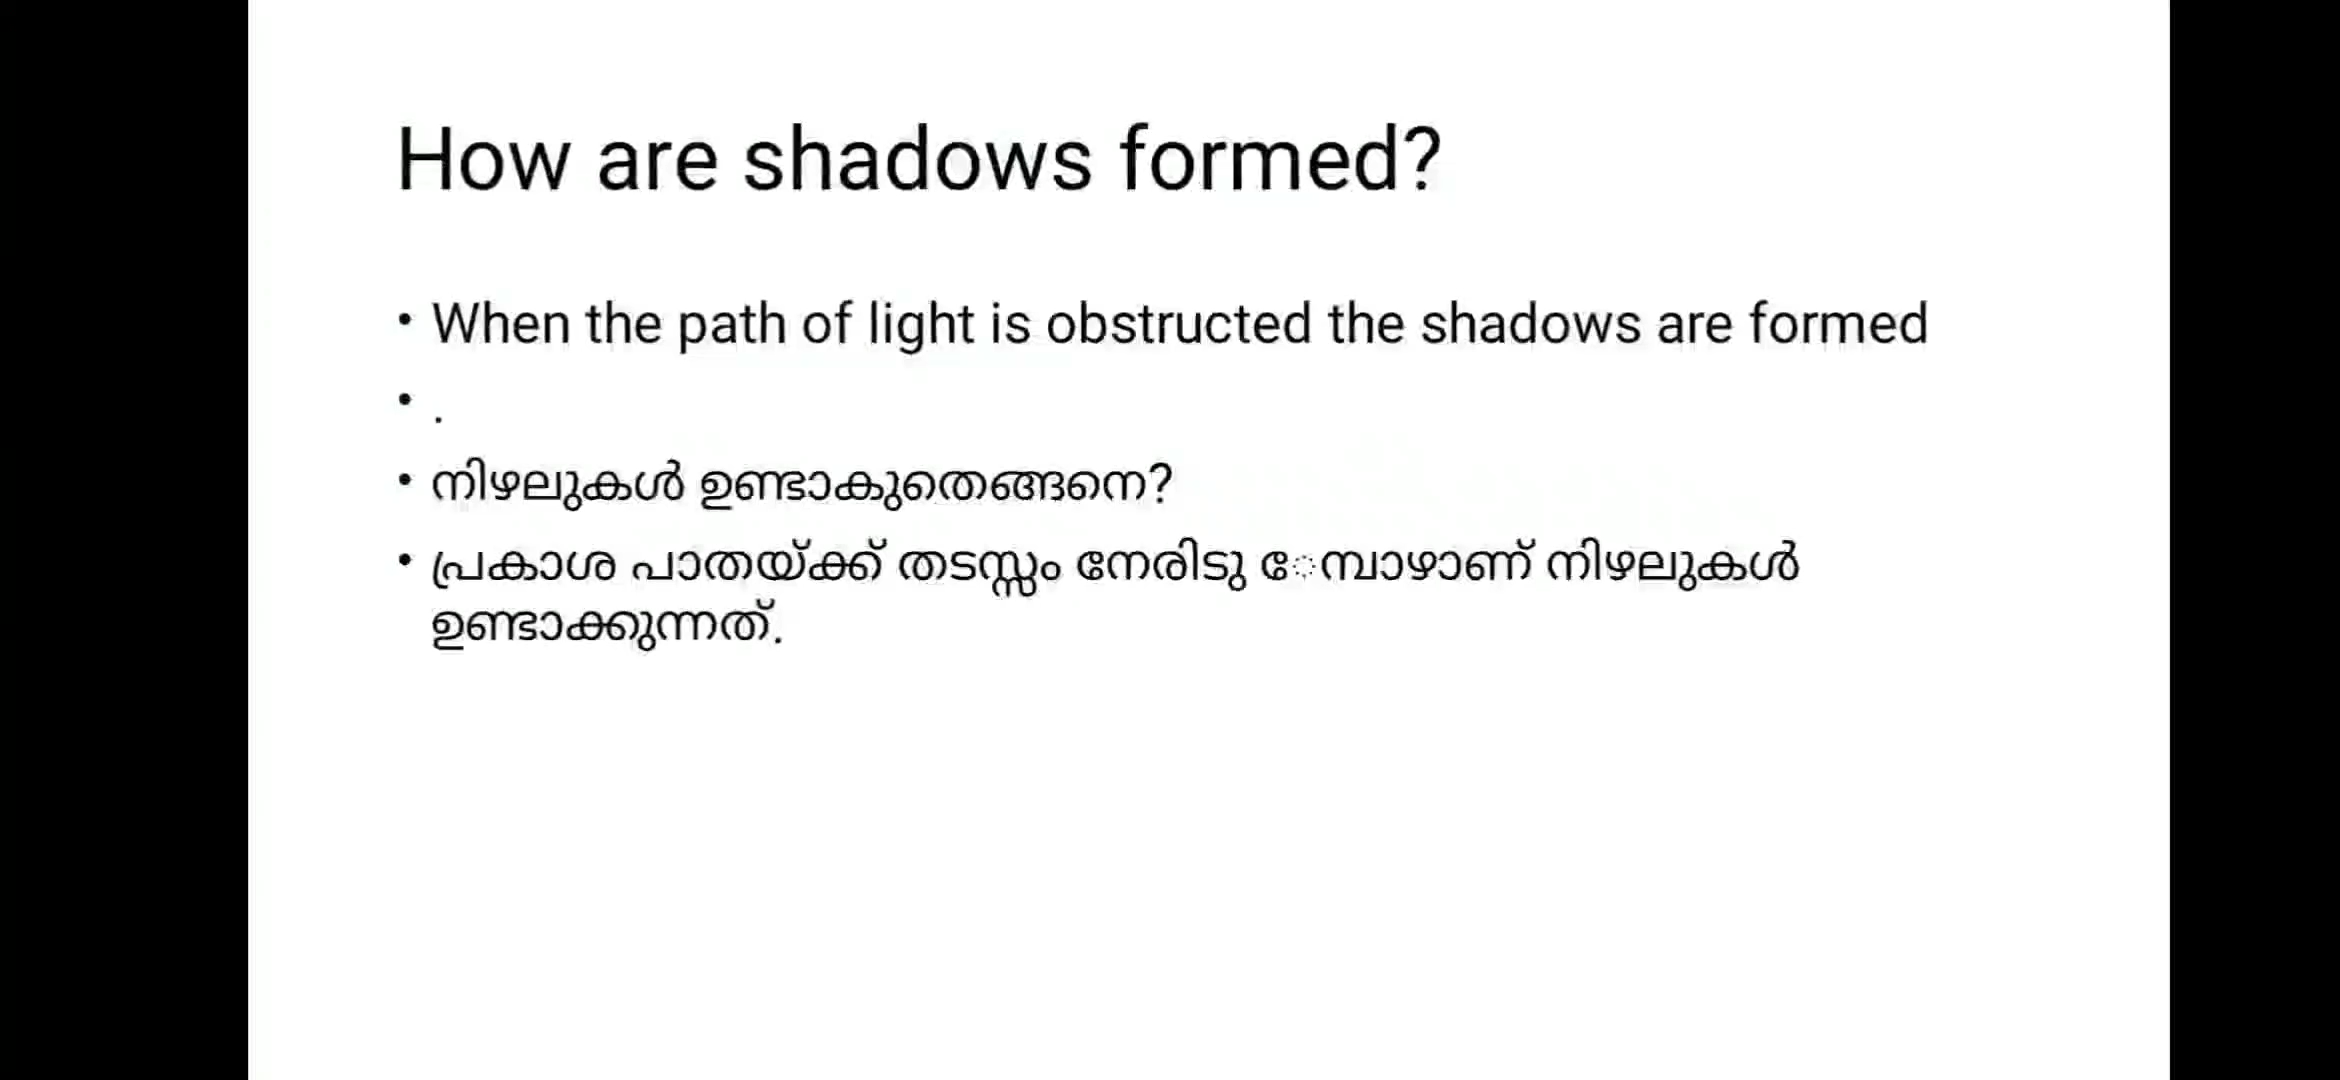 How are shadows formed?
• When the path of light is obstructed the shadows are formed
• .
• നിഴലുകൾ ഉണ്ടാകുതെങ്ങനെ?
• പ്രകാശ പാതയ്ക്ക് തടസ്സം നേരിടു േമ്പാഴാണ് നിഴലുകൾ
ഉണ്ടാക്കുന്നത്.